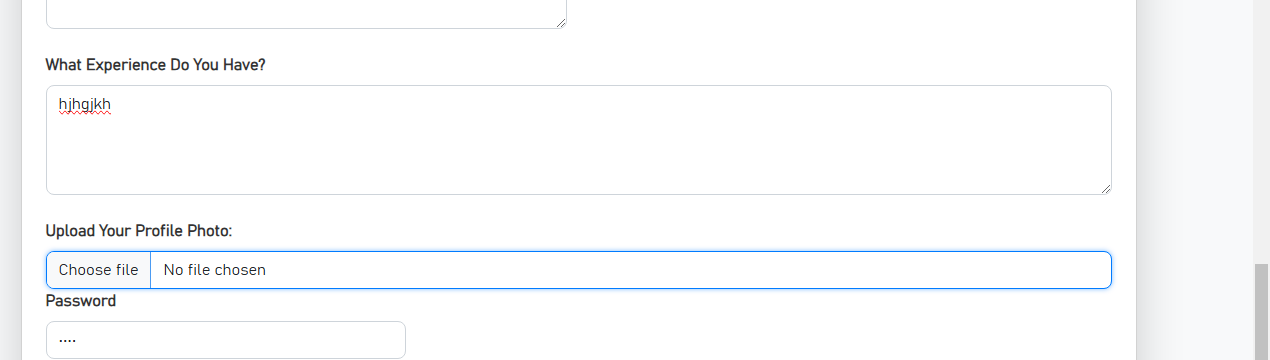 What Experience Do You Have?
hjhgjkh
Upload Your Profile Photo:
Choose file No file chosen
Password
....